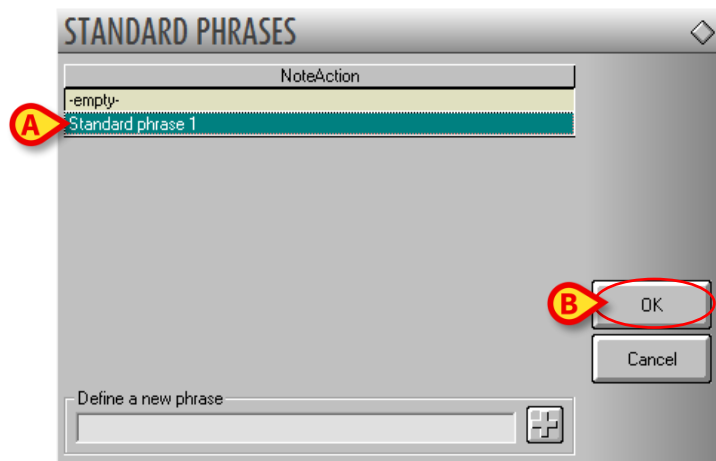 STANDARD PHRASES
NoteAction
-empty-
A
Standard phrase 1
B
OK
Cancel
Define a new phrase